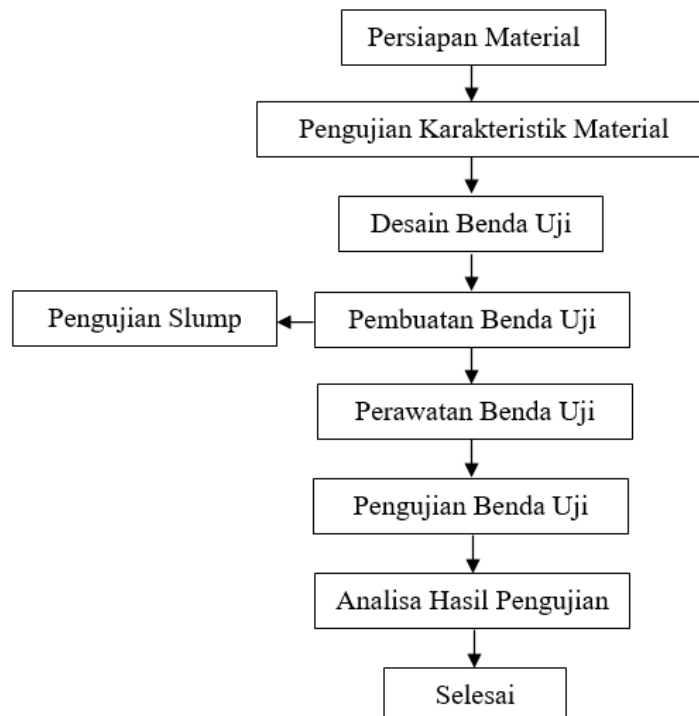 Persiapan Material
Pengujian Karakteristik Material
Desain Benda Uji
Pengujian Slump
Pembuatan Benda Uji
Perawatan Benda Uji
Pengujian Benda Uji
Analisa Hasil Pengujian
Selesai